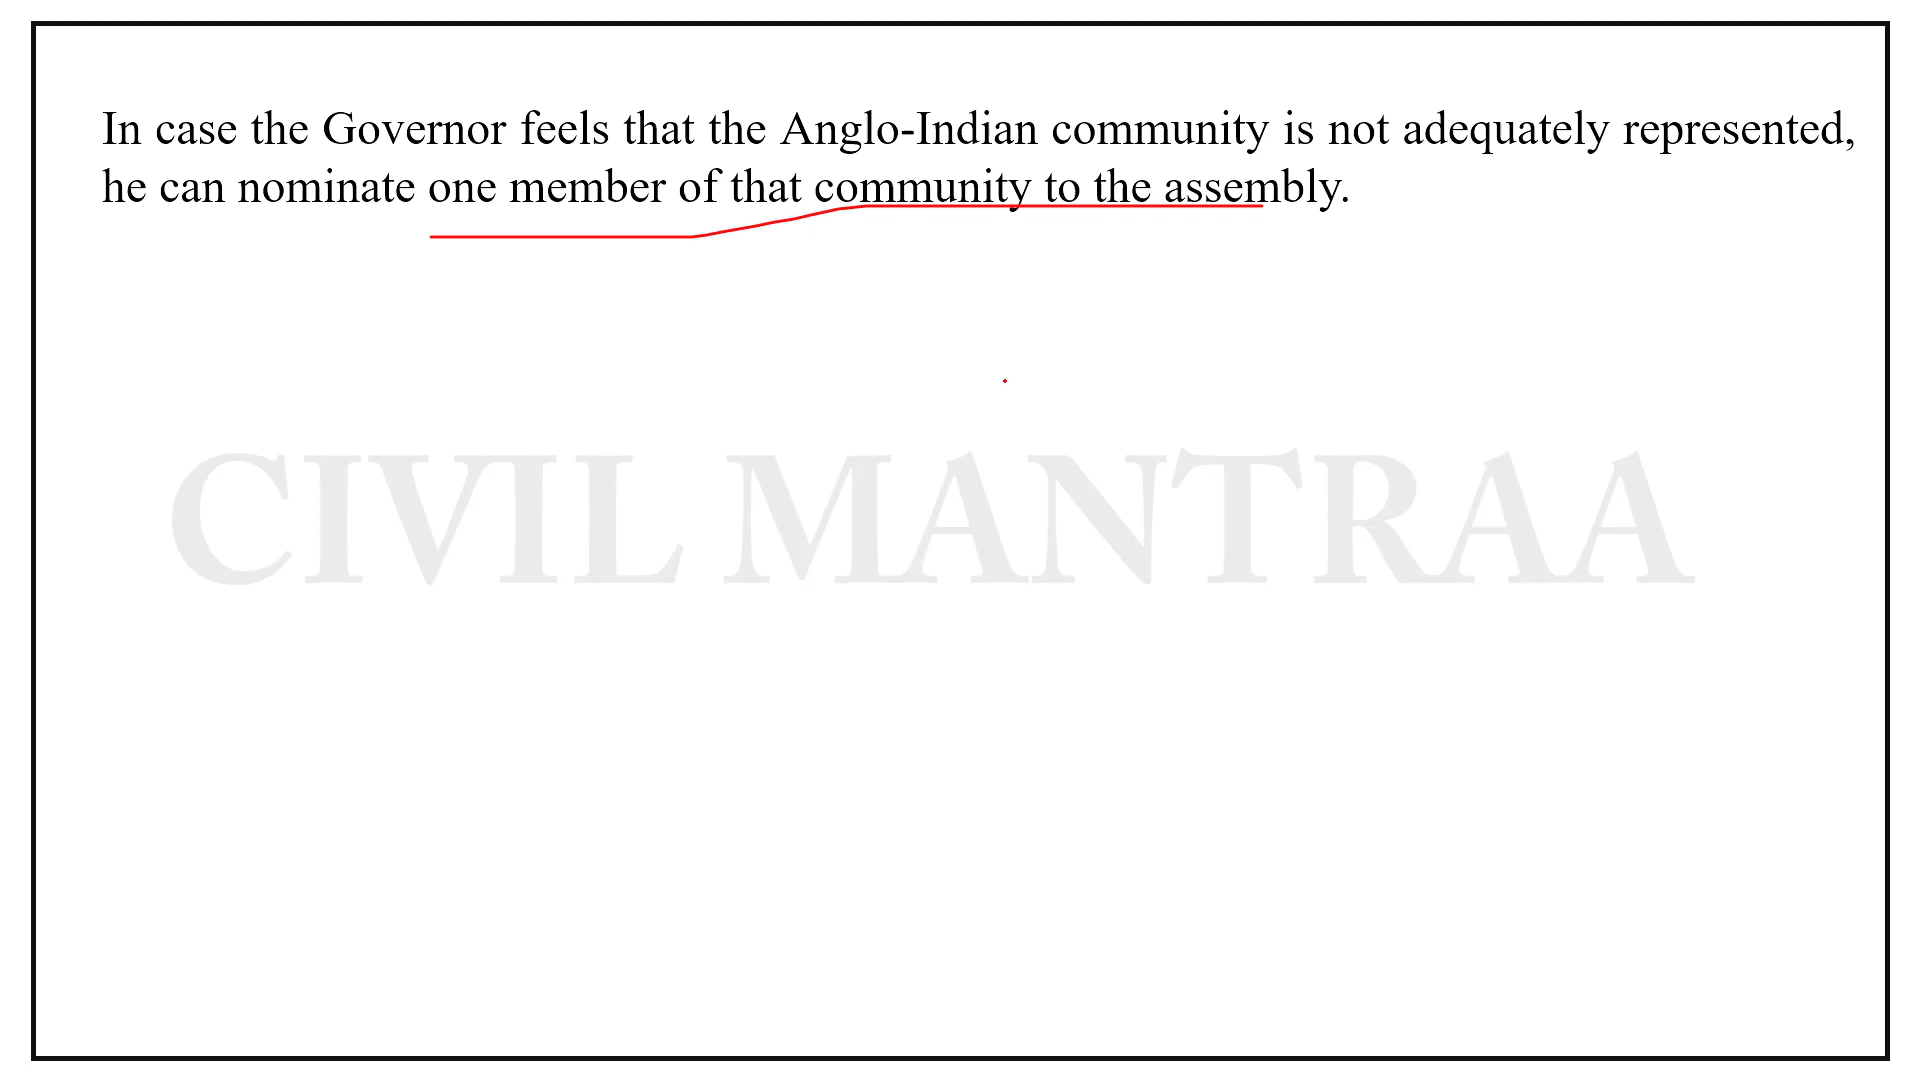 In case the Governor feels that the Anglo-Indian community is not adequately represented,
he can nominate one member of that community to the assembly.
CIVIL MANTRAA